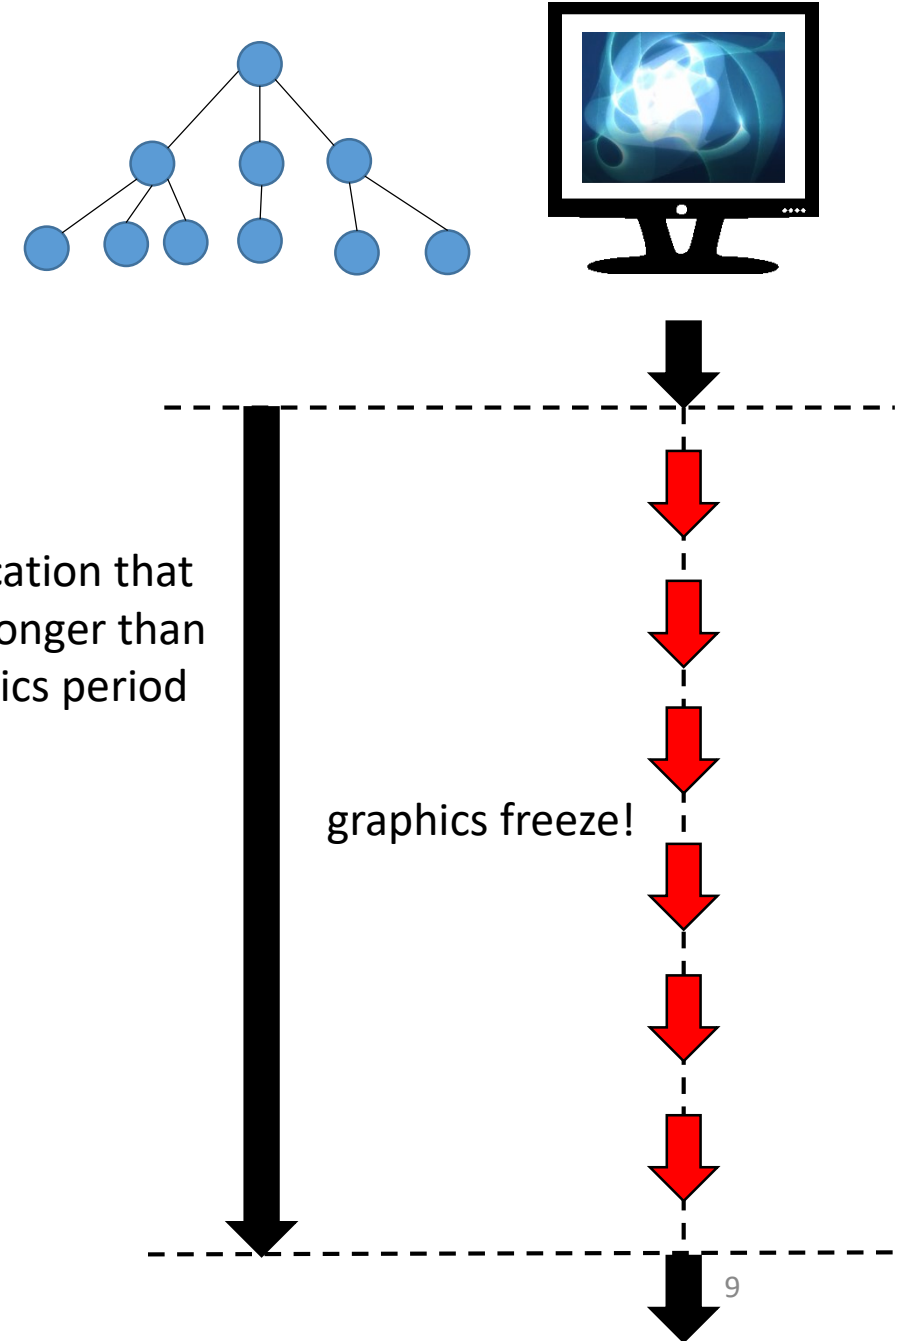 cation that
onger than
ics period
graphics freeze!
9